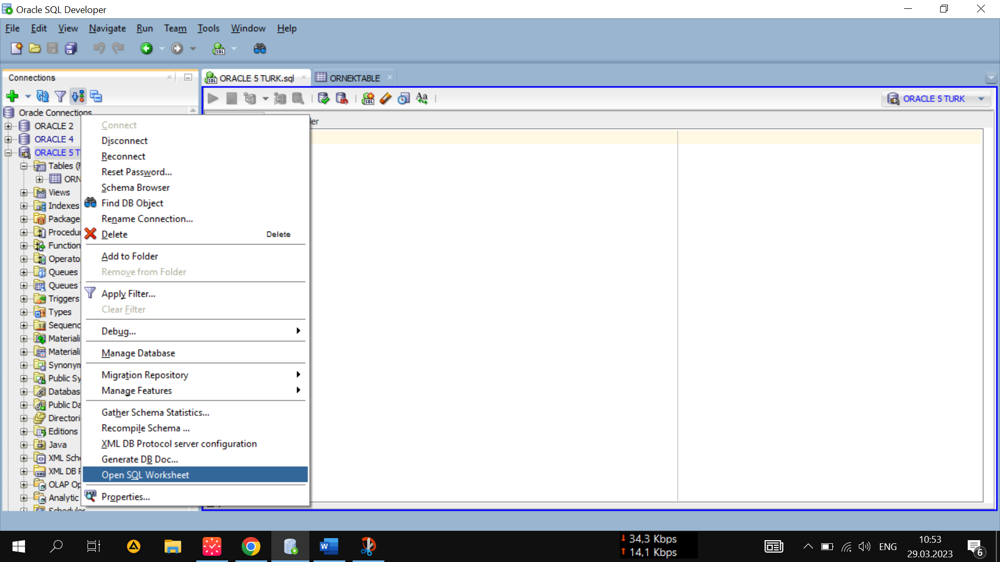 Oracle SQL Developer
File Edit View Navigate Run Team Tools Window Help
Connections
ORACLE 5 TURK.sql
ORNEKTABLE
ORACLE 5 TURK
Oracle Connections
ORACLE 2
ORACLE 4
ORACLE 5 T
Tables (F
ORN
Views
Indexes
Package
Procedur
Function
Operato
Queues
Queues
Triggers
Types
Sequenc
Materiali
Materiali
Synonym
Public Sy
Databas
Public Da
Directori
Editions
Java
XML Sche
XML DB R
OLAP Op
Analytic
Scheduler
Connect
Disconnect
Reconnect
Reset Password...
Schema Browser
Find DB Object
Rename Connection...
Delete Delete
Add to Folder
Remove from Folder
Apply Filter...
Clear Filter
Debug...
Manage Database
Migration Repository
Manage Features
Gather Schema Statistics...
Recompile Schema ...
XML DB Protocol server configuration
Generate DB Doc...
Open SQL Worksheet
Properties...
34,3 Kbps
14,1 Kbps
ENG
10:53
29.03.2023
6